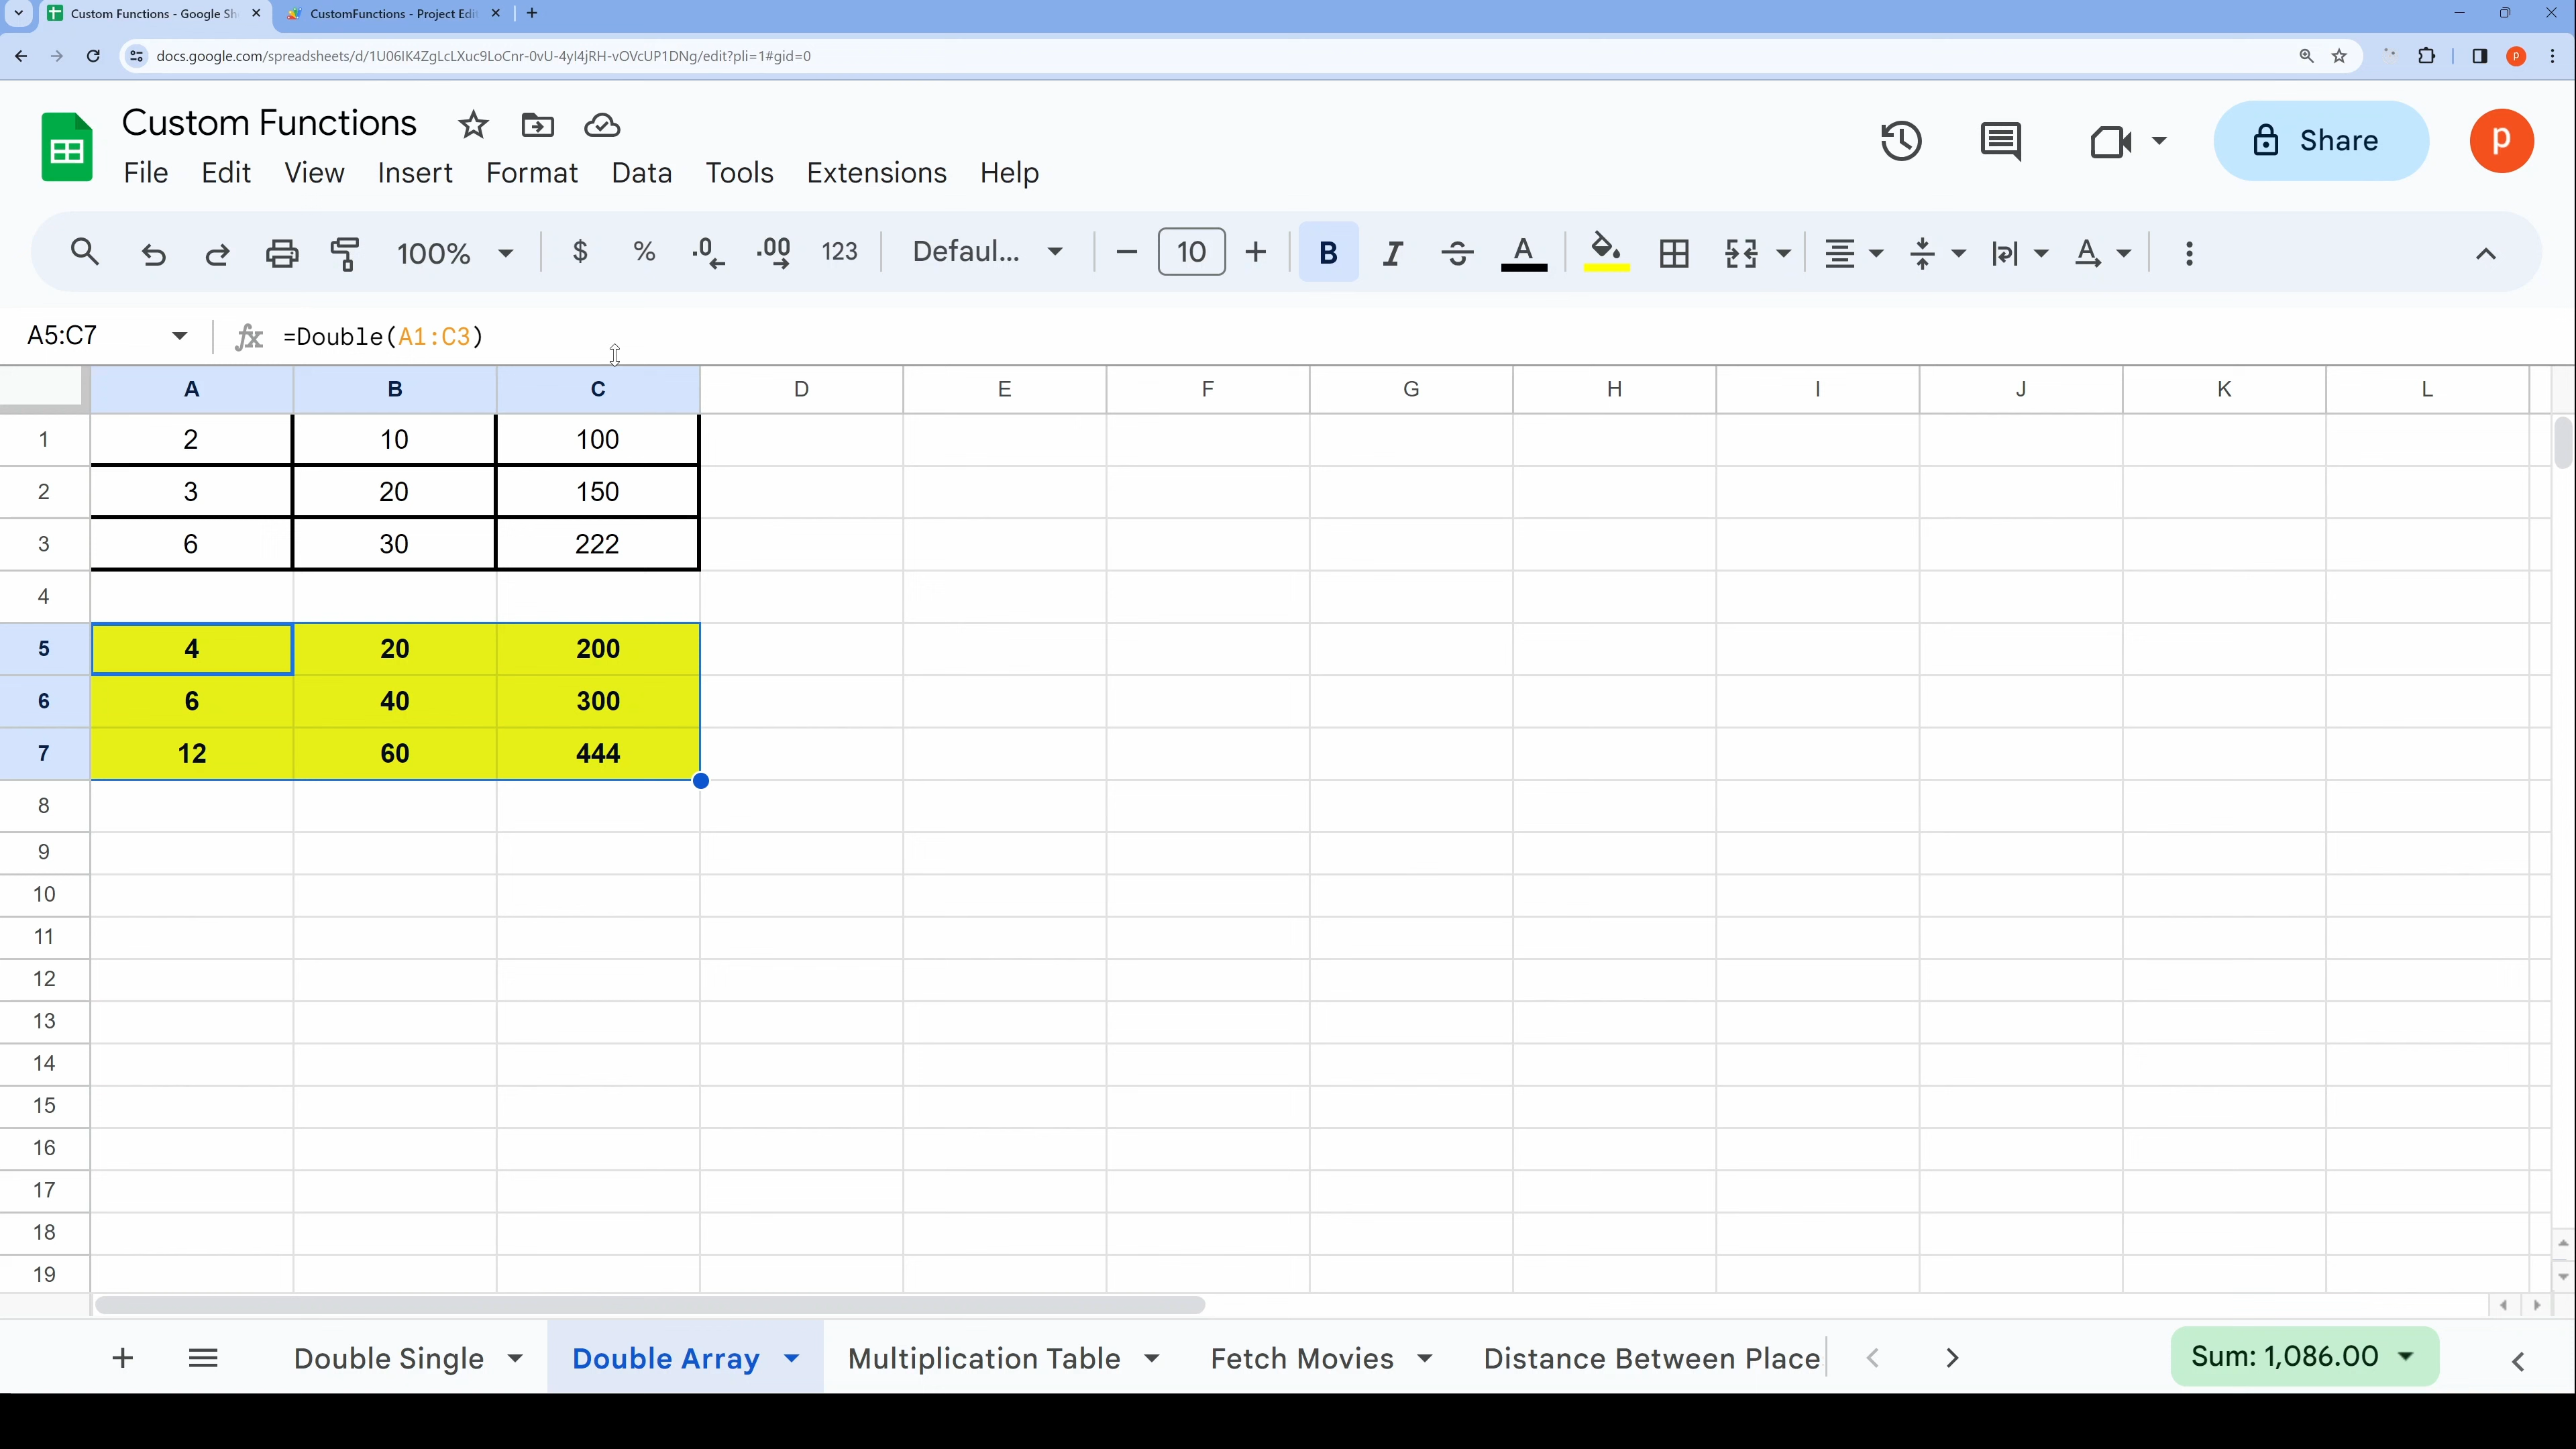 Custom Functions - Google Sh
CustomFunctions - Project Edit
docs.google.com/spreadsheets/d/1U06IK4ZgLcLXuc9LoCnr-0vU-4yI4jRH-vOVcUP1DNg/edit?pli=1#gid=0
p
Custom Functions
File Edit View Insert Format Data Tools Extensions Help
Share
p
100% $ % .0 .00 123 Defaul... − 10 + B I S A A
A5:C7 fx =Double(A1:C3)
A B C D E F G H I J K L
1 2 10 100
2 3 20 150
3 6 30 222
4
5 4 20 200
6 6 40 300
7 12 60 444
8
9
10
11
12
13
14
15
16
17
18
19
Double Single Double Array Multiplication Table Fetch Movies Distance Between Place Sum: 1,086.00